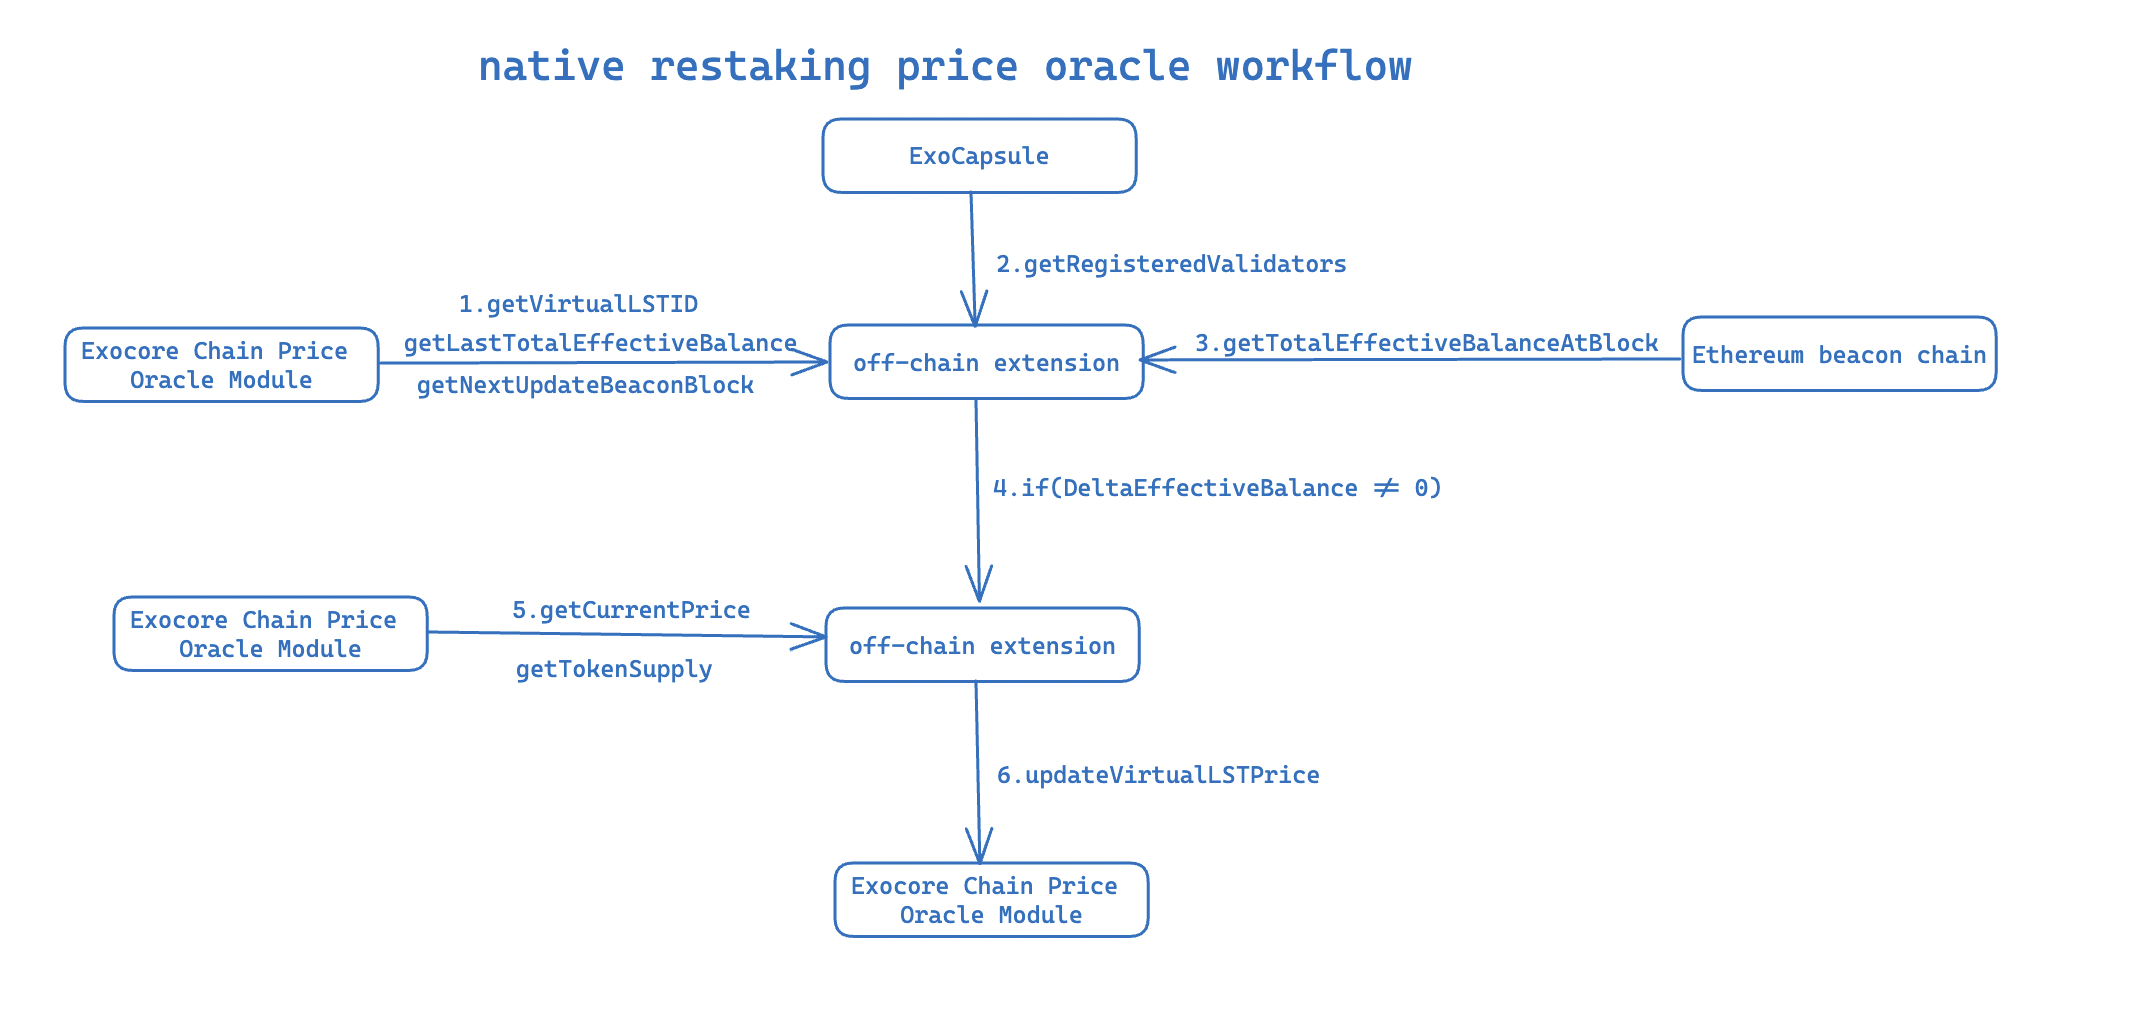 native restaking price oracle workflow
ExoCapsule
2.getRegisteredValidators
1.getVirtualLSTID
getLastTotalEffectiveBalance
getNextUpdateBeaconBlock
Exocore Chain Price
Oracle Module
off-chain extension
3.getTotalEffectiveBalanceAtBlock
Ethereum beacon chain
4.if(DeltaEffectiveBalance ≠ 0)
Exocore Chain Price
Oracle Module
5.getCurrentPrice
getTokenSupply
off-chain extension
6.updateVirtualLSTPrice
Exocore Chain Price
Oracle Module